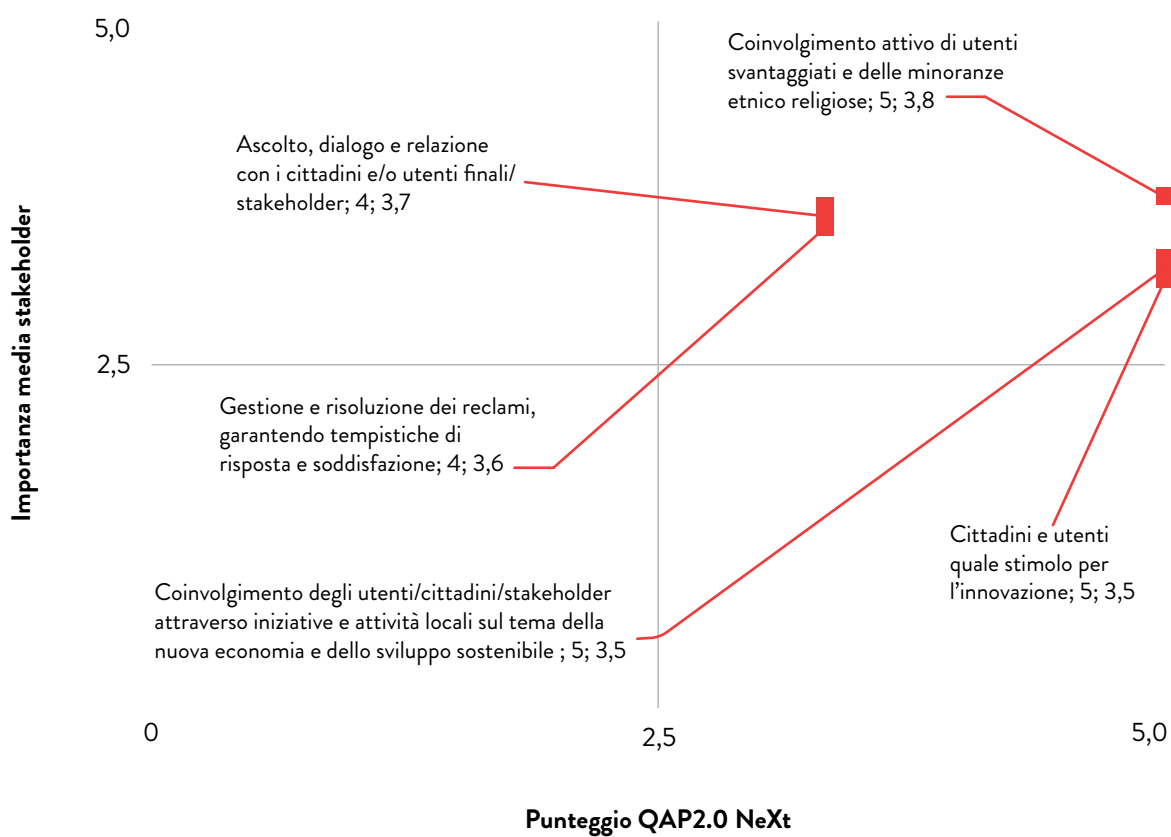 5,0
Coinvolgimento attivo di utenti
svantaggiati e delle minoranze
etnico religiose; 5; 3,8
Ascolto, dialogo e relazione
con i cittadini e/o utenti finali/
stakeholder; 4; 3,7
Importanza media stakeholder
2,5
Gestione e risoluzione dei reclami,
garantendo tempistiche di
risposta e soddisfazione; 4; 3,6
Cittadini e utenti
quale stimolo per
l'innovazione; 5; 3,5
Coinvolgimento degli utenti/cittadini/stakeholder
attraverso iniziative e attività locali sul tema della
nuova economia e dello sviluppo sostenibile ; 5; 3,5
0
2,5
5,0
Punteggio QAP2.0 NeXt